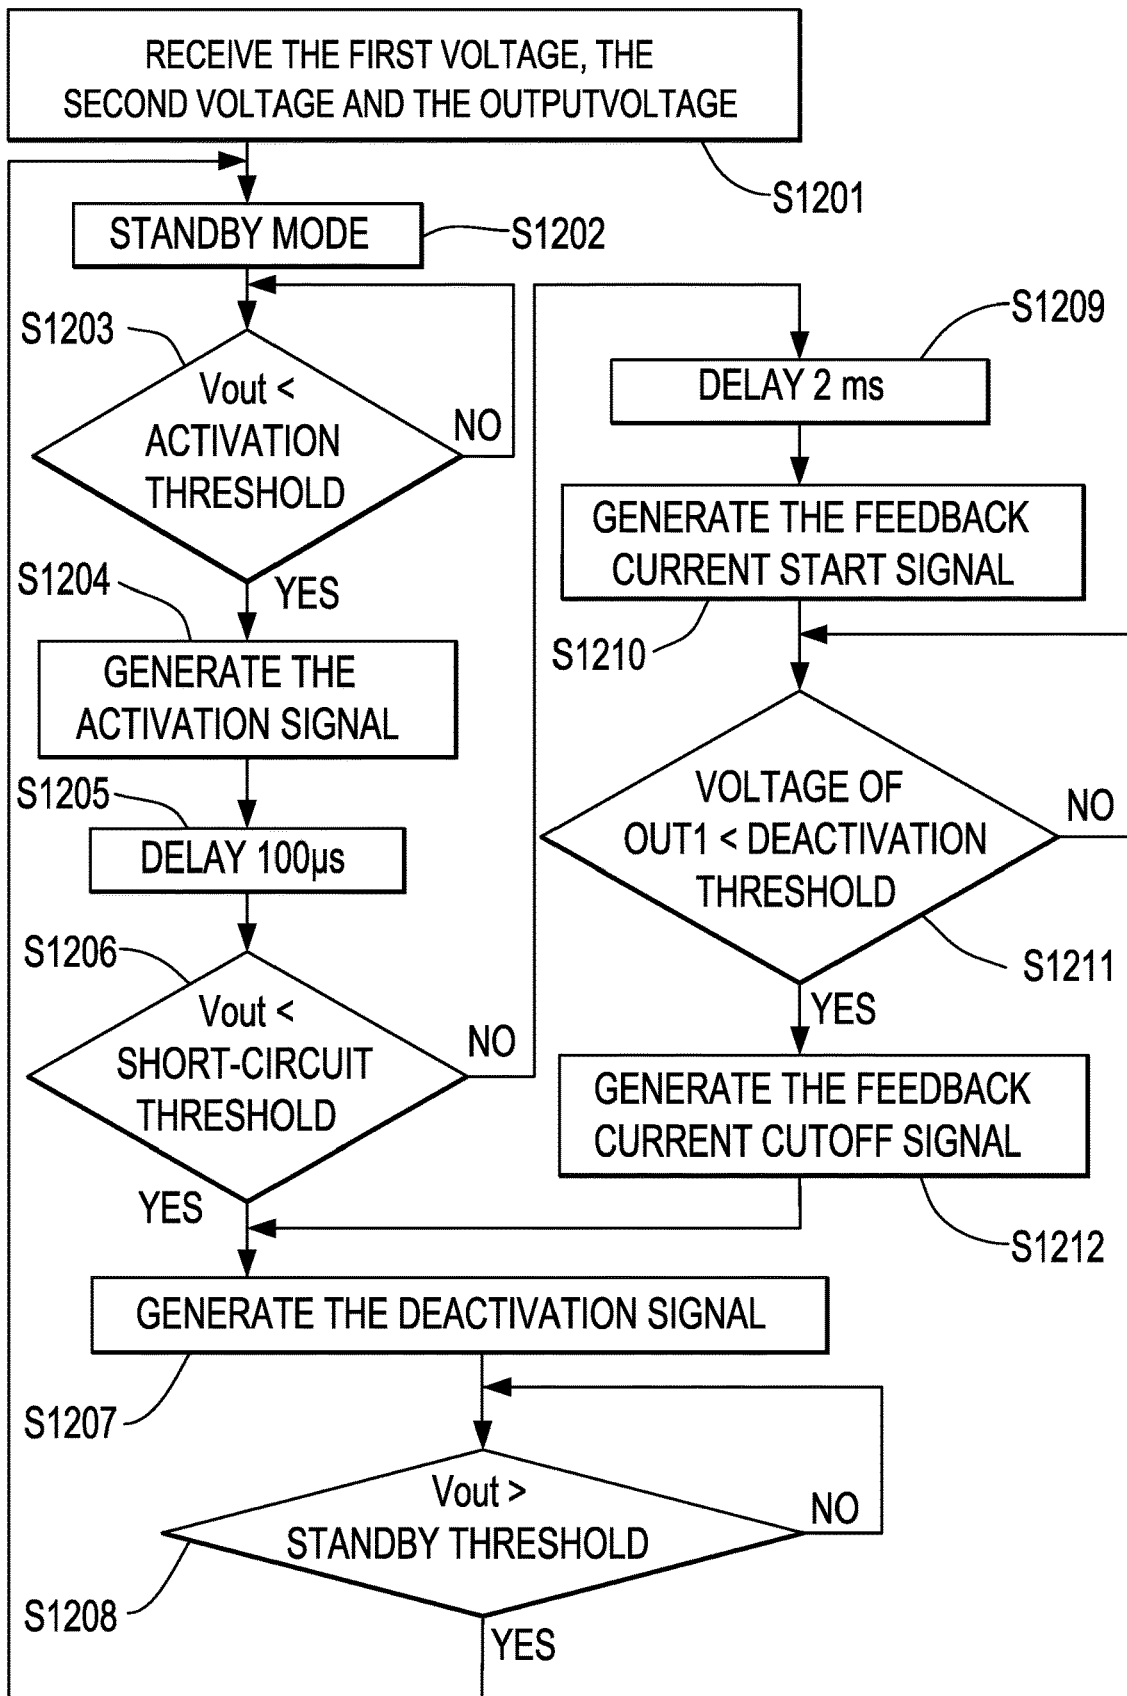 RECEIVE THE FIRST VOLTAGE, THE
SECOND VOLTAGE AND THE OUTPUTVOLTAGE
S1201
STANDBY MODE
S1202
S1203
Vout <
ACTIVATION
THRESHOLD
NO
YES
S1204
GENERATE THE
ACTIVATION SIGNAL
S1205
DELAY 100µs
S1206
Vout <
SHORT-CIRCUIT
THRESHOLD
NO
YES
S1209
DELAY 2 ms
GENERATE THE FEEDBACK
CURRENT START SIGNAL
S1210
VOLTAGE OF
OUT1 < DEACTIVATION
THRESHOLD
NO
S1211
YES
GENERATE THE FEEDBACK
CURRENT CUTOFF SIGNAL
S1212
GENERATE THE DEACTIVATION SIGNAL
S1207
Vout >
STANDBY THRESHOLD
NO
S1208
YES